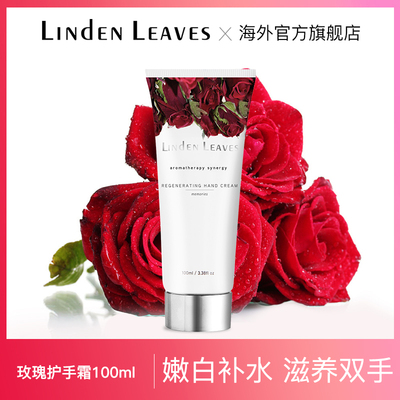 LINDEN LEAVES × 海外官方旗舰店
LINDEN LEAVES
aromatherapy synergy
REGENERATING HAND CREAM
100ml / 3.38fl oz
玫瑰护手霜100ml
嫩白补水 滋养双手